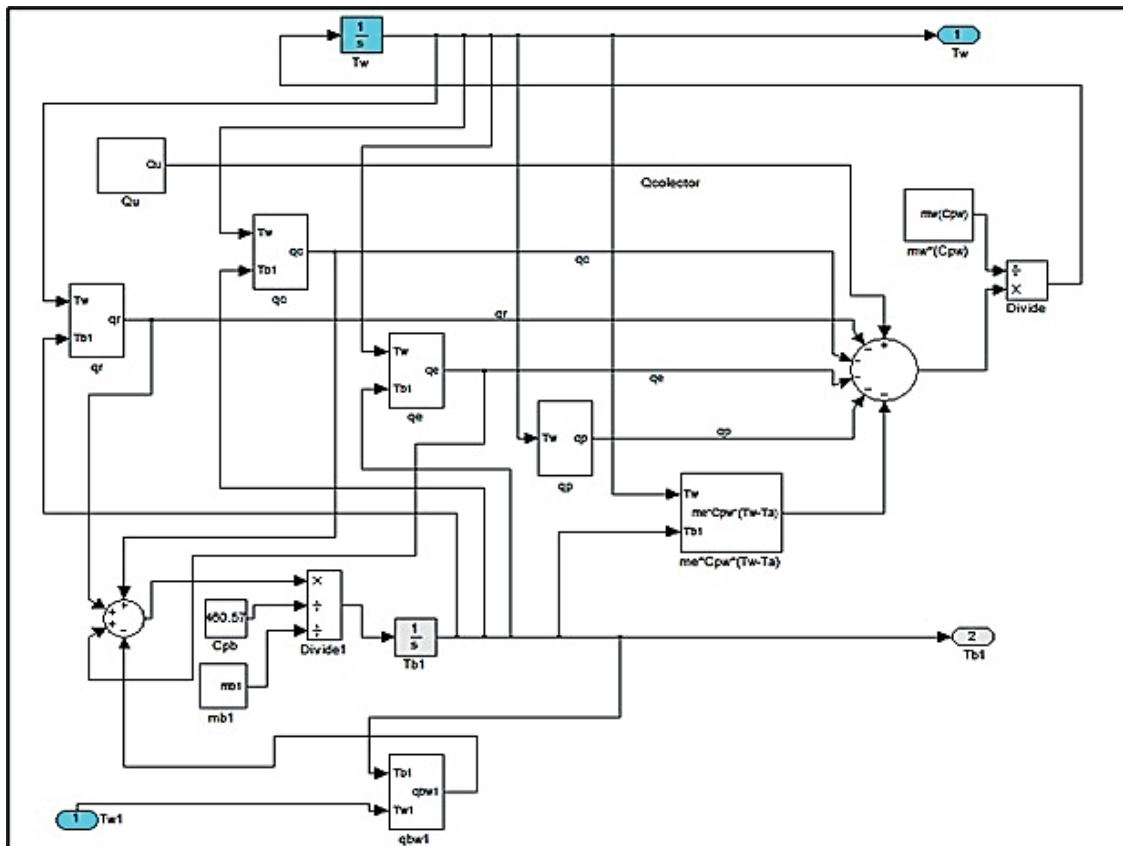 1
s
Tw
1
Tw
Qu
Qu
Qcolector
Tw
Tb1
qc
qc
qc
mw(Cpw)
mw*(Cpw)
÷
×
Divide
Tw
Tb1
qr
qr
qr
Tw
Tb1
qe
qe
qe
Tw
qp
qp
qp
+
-
-
-
-
-
Tw
Tb1
me*Cpw*(Tw-Ta)
me*Cpw*(Tw-Ta)
+
+
+
-
460.57
Cpb
×
÷
÷
Divide1
1
s
Tb1
mb1
mb1
2
Tb1
Tb1
Tw1
qpw1
qbw1
1
Tw1